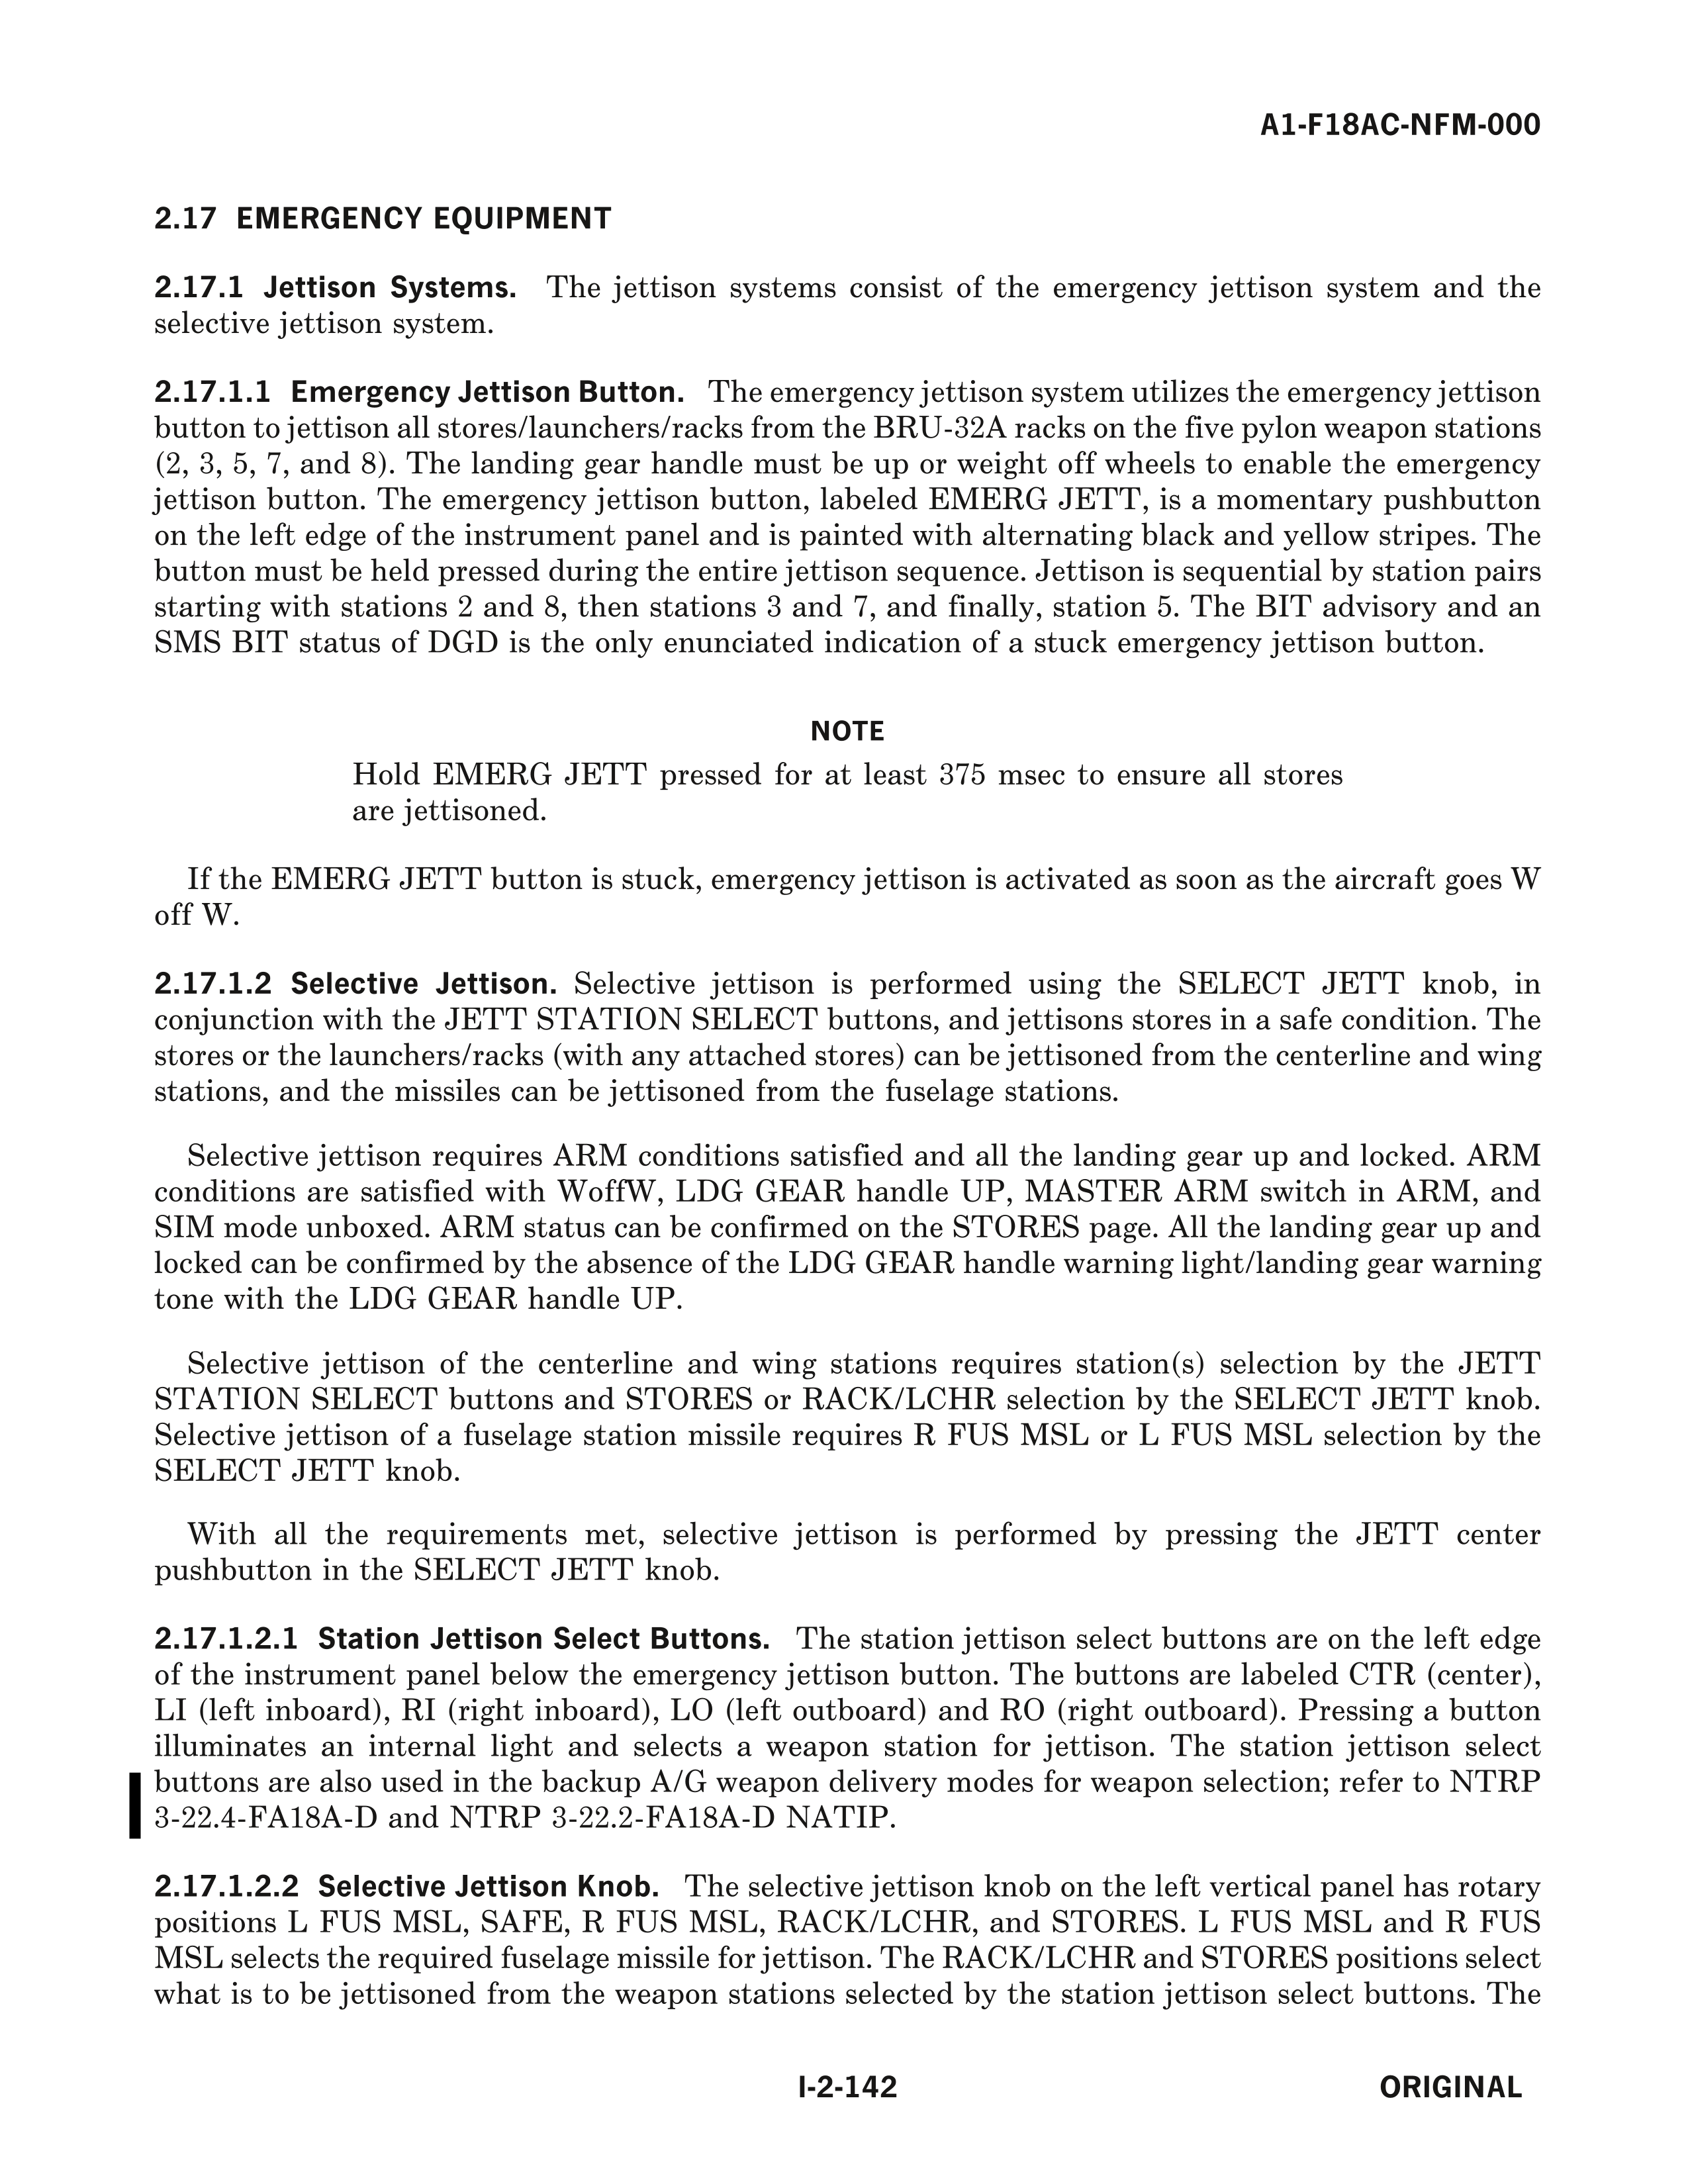 A1-F18AC-NFM-000
2.17 EMERGENCY EQUIPMENT
2.17.1 Jettison Systems. The jettison systems consist of the emergency jettison system and the
selective jettison system.
2.17.1.1 Emergency Jettison Button. The emergency jettison system utilizes the emergency jettison
button to jettison all stores/launchers/racks from the BRU-32A racks on the five pylon weapon stations
(2, 3, 5, 7, and 8). The landing gear handle must be up or weight off wheels to enable the emergency
jettison button. The emergency jettison button, labeled EMERG JETT, is a momentary pushbutton
on the left edge of the instrument panel and is painted with alternating black and yellow stripes. The
button must be held pressed during the entire jettison sequence. Jettison is sequential by station pairs
starting with stations 2 and 8, then stations 3 and 7, and finally, station 5. The BIT advisory and an
SMS BIT status of DGD is the only enunciated indication of a stuck emergency jettison button.
NOTE
Hold EMERG JETT pressed for at least 375 msec to ensure all stores
are jettisoned.
If the EMERG JETT button is stuck, emergency jettison is activated as soon as the aircraft goes W
off W.
2.17.1.2 Selective Jettison. Selective jettison is performed using the SELECT JETT knob, in
conjunction with the JETT STATION SELECT buttons, and jettisons stores in a safe condition. The
stores or the launchers/racks (with any attached stores) can be jettisoned from the centerline and wing
stations, and the missiles can be jettisoned from the fuselage stations.
Selective jettison requires ARM conditions satisfied and all the landing gear up and locked. ARM
conditions are satisfied with WoffW, LDG GEAR handle UP, MASTER ARM switch in ARM, and
SIM mode unboxed. ARM status can be confirmed on the STORES page. All the landing gear up and
locked can be confirmed by the absence of the LDG GEAR handle warning light/landing gear warning
tone with the LDG GEAR handle UP.
Selective jettison of the centerline and wing stations requires station(s) selection by the JETT
STATION SELECT buttons and STORES or RACK/LCHR selection by the SELECT JETT knob.
Selective jettison of a fuselage station missile requires R FUS MSL or L FUS MSL selection by the
SELECT JETT knob.
With all the requirements met, selective jettison is performed by pressing the JETT center
pushbutton in the SELECT JETT knob.
2.17.1.2.1 Station Jettison Select Buttons. The station jettison select buttons are on the left edge
of the instrument panel below the emergency jettison button. The buttons are labeled CTR (center),
LI (left inboard), RI (right inboard), LO (left outboard) and RO (right outboard). Pressing a button
illuminates an internal light and selects a weapon station for jettison. The station jettison select
buttons are also used in the backup A/G weapon delivery modes for weapon selection; refer to NTRP
3-22.4-FA18A-D and NTRP 3-22.2-FA18A-D NATIP.
2.17.1.2.2 Selective Jettison Knob. The selective jettison knob on the left vertical panel has rotary
positions L FUS MSL, SAFE, R FUS MSL, RACK/LCHR, and STORES. L FUS MSL and R FUS
MSL selects the required fuselage missile for jettison. The RACK/LCHR and STORES positions select
what is to be jettisoned from the weapon stations selected by the station jettison select buttons. The
I-2-142
ORIGINAL